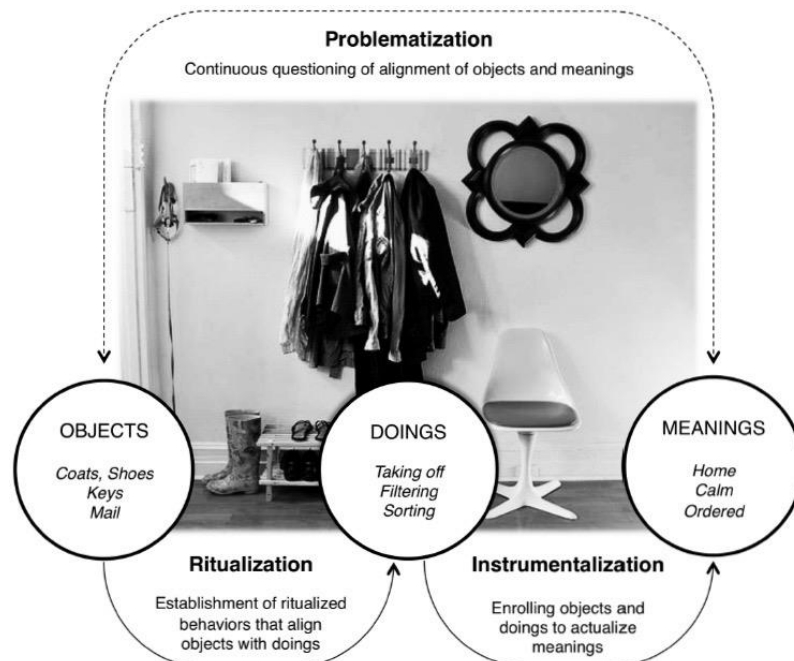 Problematization
Continuous questioning of alignment of objects and meanings
OBJECTS
Coats, Shoes
Keys
Mail
DOINGS
Taking off
Filtering
Sorting
MEANINGS
Home
Calm
Ordered
Ritualization
Establishment of ritualized
behaviors that align
objects with doings
Instrumentalization
Enrolling objects and
doings to actualize
meanings